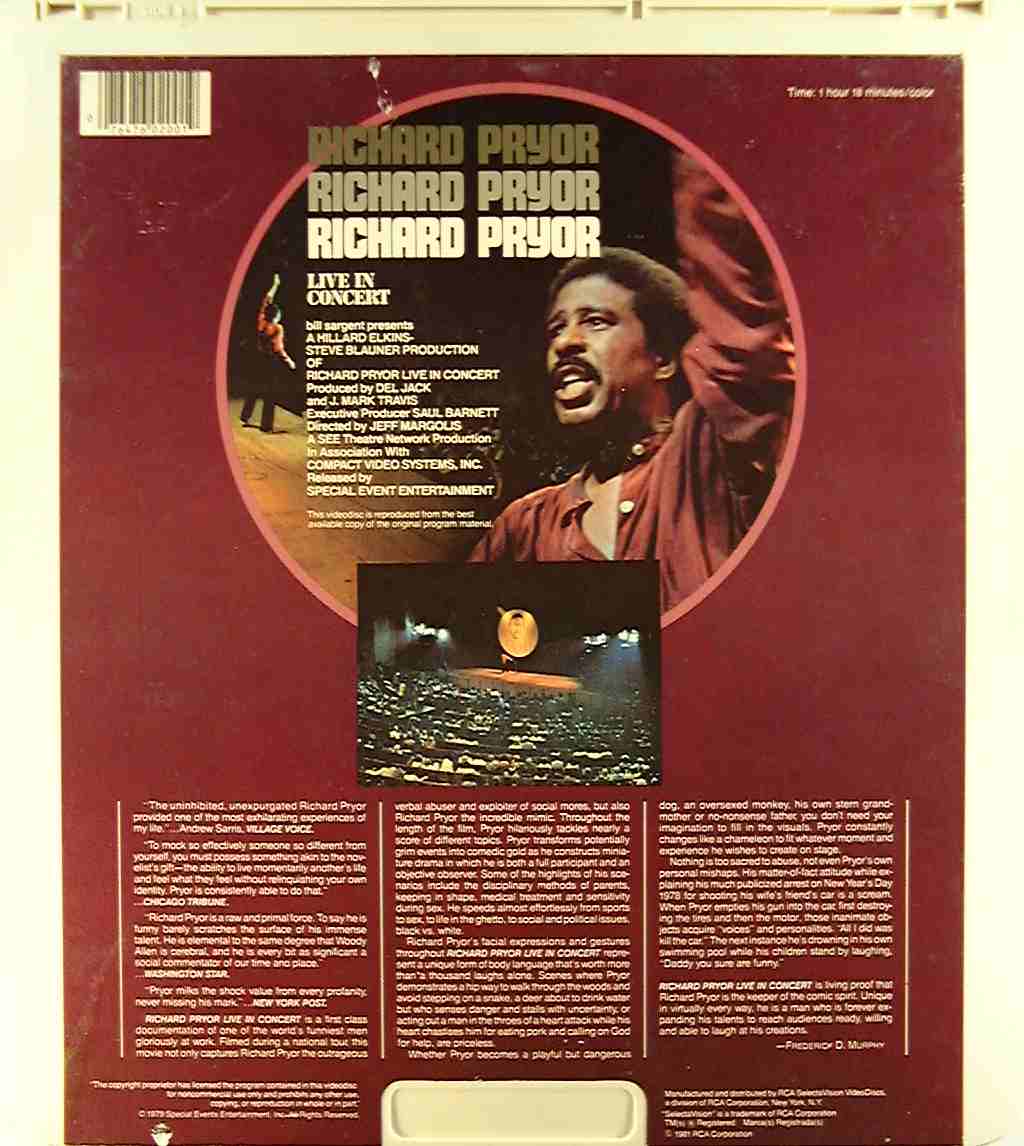 0 76476 02001
Time: 1 hour 18 minutes/color
RICHARD PRYOR
RICHARD PRYOR
RICHARD PRYOR
LIVE IN
CONCERT
bill sargent presents
A HILLARD ELKINS-
STEVE BLAUNER PRODUCTION
OF
RICHARD PRYOR LIVE IN CONCERT
Produced by DEL JACK
and J. MARK TRAVIS
Executive Producer SAUL BARNETT
Directed by JEFF MARGOLIS
A SEE Theatre Network Production
In Association With
COMPACT VIDEO SYSTEMS, INC.
Released by
SPECIAL EVENT ENTERTAINMENT
This videodisc is reproduced from the best
available copy of the original program material.
"The uninhibited, unexpurgated Richard Pryor
provided one of the most exhilarating experiences of
my life."...Andrew Sarris, VILLAGE VOICE.
"To mock so effectively someone so different from
yourself, you must possess something akin to the nov-
elist's gift—the ability to live momentarily another's life
and feel what they feel without relinquishing your own
identity. Pryor is consistently able to do that."
...CHICAGO TRIBUNE.
"Richard Pryor is a raw and primal force. To say he is
funny barely scratches the surface of his immense
talent. He is elemental to the same degree that Woody
Allen is cerebral, and he is every bit as significant a
social commentator of our time and place."
...WASHINGTON STAR.
"Pryor milks the shock value from every profanity,
never missing his mark."...NEW YORK POST.
RICHARD PRYOR LIVE IN CONCERT is a first class
documentation of one of the world's funniest men
gloriously at work. Filmed during a national tour this
movie not only captures Richard Pryor the outrageous
verbal abuser and exploiter of social mores, but also
Richard Pryor the incredible mimic. Throughout the
length of the film, Pryor hilariously tackles nearly a
score of different topics. Pryor transforms potentially
grim events into comedic gold as he constructs minia-
ture drama in which he is both a full participant and an
objective observer. Some of the highlights of his sce-
narios include the disciplinary methods of parents,
keeping in shape, medical treatment and sensitivity
during sex. He speeds almost effortlessly from sports
to sex, to life in the ghetto, to social and political issues,
black vs. white.
Richard Pryor's facial expressions and gestures
throughout RICHARD PRYOR LIVE IN CONCERT repre-
sent a unique form of body language that's worth more
than a thousand laughs alone. Scenes where Pryor
demonstrates a hip way to walk through the woods and
avoid stepping on a snake, a deer about to drink water
but who senses danger and stalls with uncertainty, or
acting out a man in the throes of a heart attack while his
heart chastises him for eating pork and calling on God
for help, are priceless.
Whether Pryor becomes a playful but dangerous
dog, an oversexed monkey, his own stern grand-
mother or no-nonsense father, you don't need your
imagination to fill in the visuals. Pryor constantly
changes like a chameleon to fit whatever moment and
experience he wishes to create on stage.
Nothing is too sacred to abuse, not even Pryor's own
personal mishaps. His matter-of-fact attitude while ex-
plaining his much publicized arrest on New Year's Day
1978 for shooting his wife's friend's car is a scream.
When Pryor empties his gun into the car, first destroy-
ing the tires and then the motor, those inanimate ob-
jects acquire "voices" and personalities. "All I did was
kill the car." The next instance he's drowning in his own
swimming pool while his children stand by laughing,
"Daddy you sure are funny."
RICHARD PRYOR LIVE IN CONCERT is living proof that
Richard Pryor is the keeper of the comic spirit. Unique
in virtually every way, he is a man who is forever ex-
panding his talents to reach audiences ready, willing
and able to laugh at his creations.
—FREDERICK D. MURPHY
"The copyright proprietor has licensed the program contained in this videodisc
for noncommercial use only and prohibits any other use,
copying, or reproduction in whole or in part."
© 1979 Special Events Entertainment, Inc. All Rights Reserved.
Manufactured and distributed by RCA SelectaVision VideoDiscs,
a division of RCA Corporation, New York, N.Y.
"SelectaVision" is a trademark of RCA Corporation
TM(s) ® Registered Marca(s) Registrada(s)
© 1981 RCA Corporation